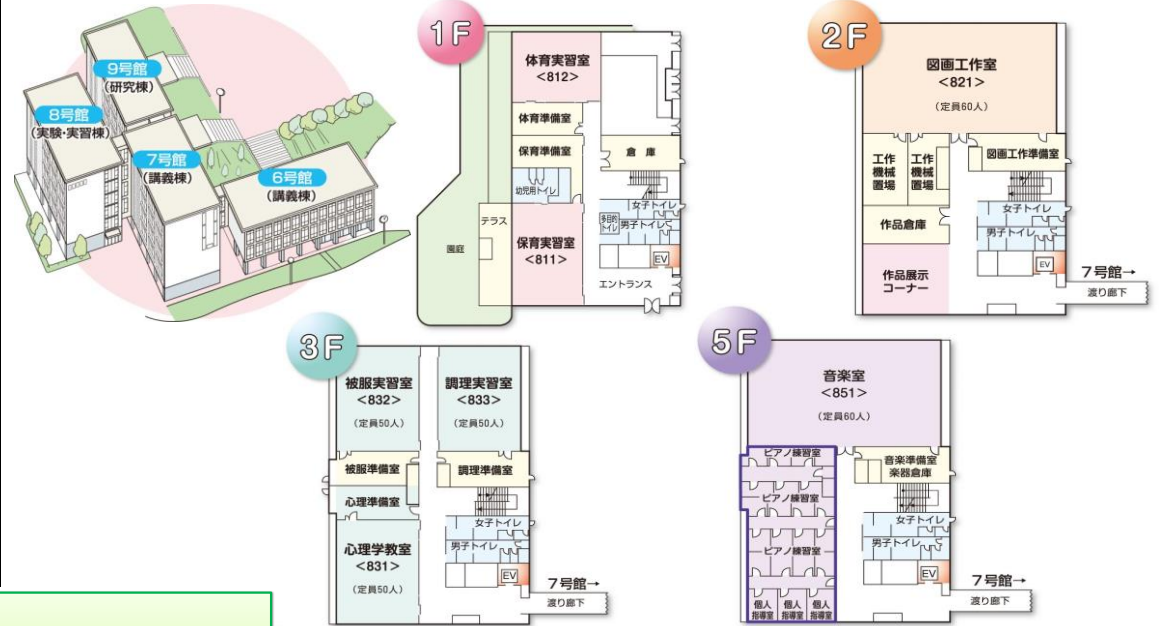 9号館
(研究棟)
8号館
(実験・実習棟)
7号館
(講義棟)
6号館
(講義棟)
1F
体育実習室
<812>
体育準備室
保育準備室
倉庫
幼児用トイレ
女子トイレ
多目的
トイレ
男子トイレ
テラス
園庭
保育実習室
<811>
EV
エントランス
2F
図画工作室
<821>
(定員60人)
工作
機械
置場
工作
機械
置場
図画工作準備室
女子トイレ
男子トイレ
作品倉庫
作品展示
コーナー
EV
7号館→
渡り廊下
3F
被服実習室
<832>
(定員50人)
調理実習室
<833>
(定員50人)
被服準備室
調理準備室
心理準備室
女子トイレ
男子トイレ
心理学教室
<831>
(定員50人)
EV
7号館→
渡り廊下
5F
音楽室
<851>
(定員60人)
ピアノ練習室
音楽準備室
楽器倉庫
ピアノ練習室
女子トイレ
男子トイレ
ピアノ練習室
EV
7号館→
渡り廊下
個人
指導室
個人
指導室
個人
指導室